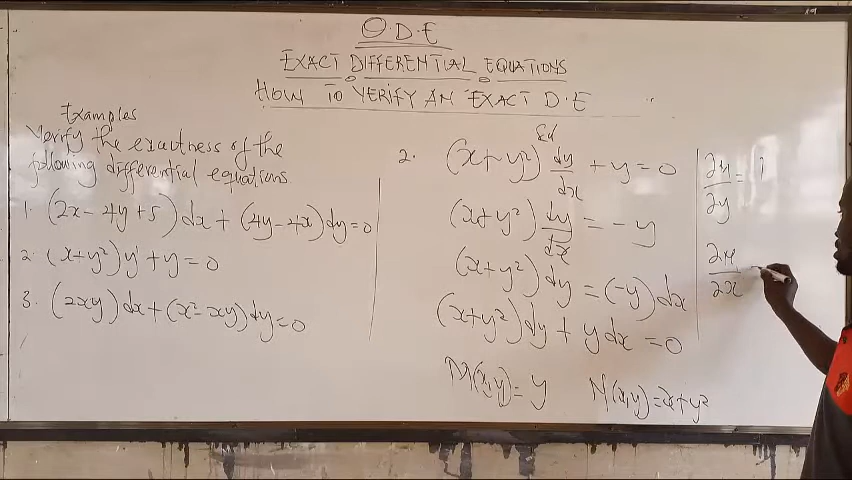 O.D.E
EXACT DIFFERENTIAL EQUATIONS
HOW TO VERIFY AN EXACT D.E
Examples
Verify the exactness of the
following differential equations
1. (2x - 4y + 5)dx + (4y - 4x)dy = 0
2. (x + y²)y' + y = 0
3. (2xy)dx + (x² - xy)dy = 0
2. (x + y²) dy/dx + y = 0
(x + y²) dy/dx = -y
(x + y²)dy = (-y)dx
(x + y²)dy + ydx = 0
M(x,y) = y N(x,y) = x + y²
∂M/∂y = 1